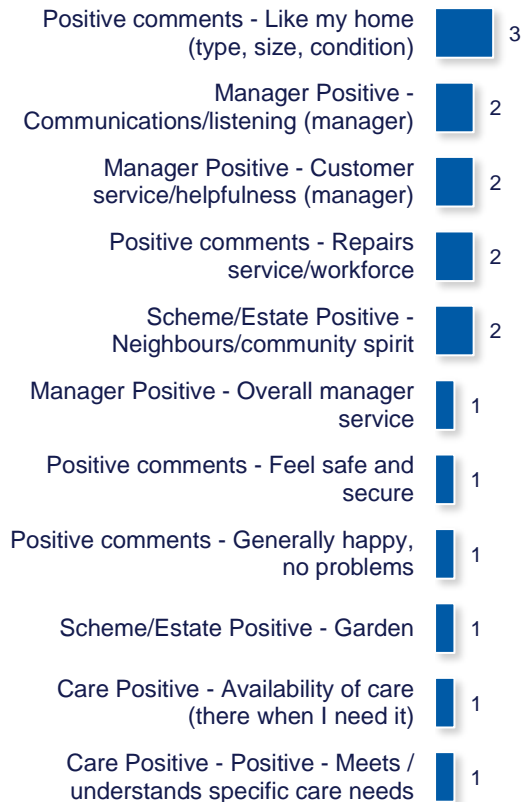 Positive comments - Like my home
(type, size, condition)
3
Manager Positive -
Communications/listening (manager)
2
Manager Positive - Customer
service/helpfulness (manager)
2
Positive comments - Repairs
service/workforce
2
Scheme/Estate Positive -
Neighbours/community spirit
2
Manager Positive - Overall manager
service
1
Positive comments - Feel safe and
secure
1
Positive comments - Generally happy,
no problems
1
Scheme/Estate Positive - Garden
1
Care Positive - Availability of care
(there when I need it)
1
Care Positive - Positive - Meets /
understands specific care needs
1